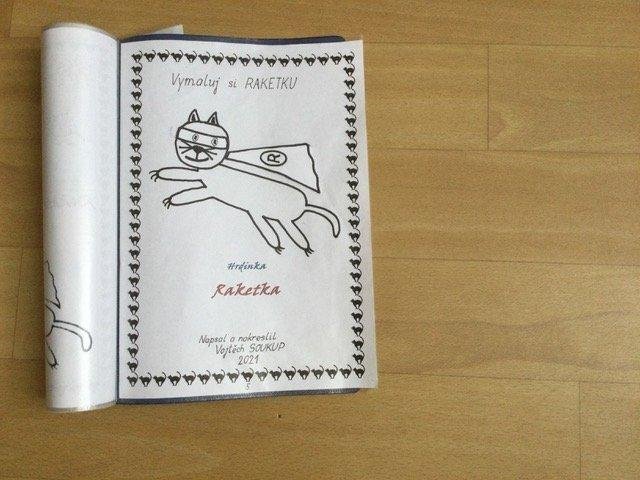 Vymaluj si RAKETKU
R
Hrdinka
Raketka
Napsal a nakreslil
Vojtěch SOUKUP
2021
5